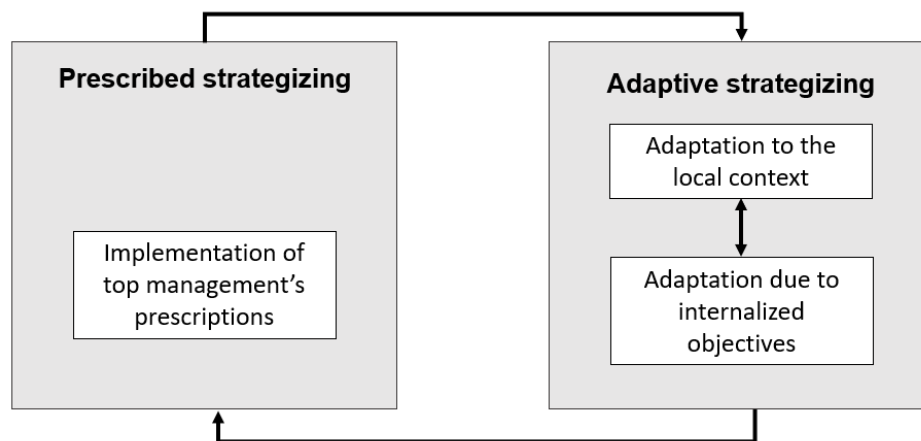 Prescribed strategizing
Implementation of
top management’s
prescriptions
Adaptive strategizing
Adaptation to the
local context
Adaptation due to
internalized
objectives